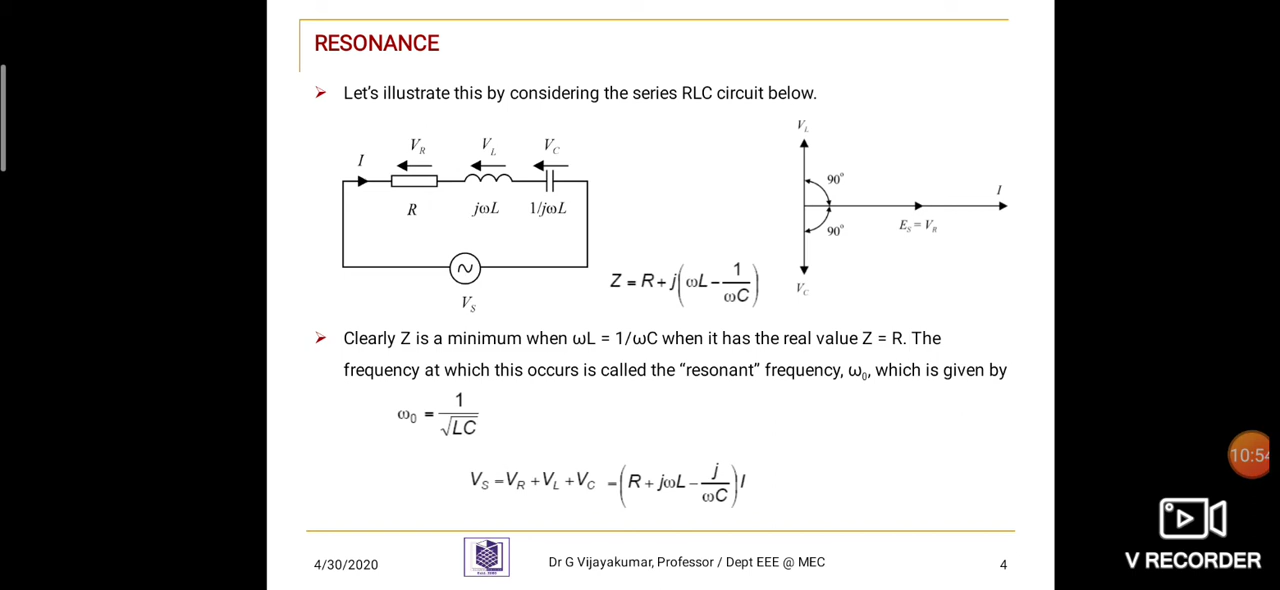 RESONANCE
➢ Let's illustrate this by considering the series RLC circuit below.
V_R V_L V_C
I
R jωL 1/jωL
V_S
V_L
90°
I
90°
E_S = V_R
V_C
Z = R + j(ωL - 1/ωC)
➢ Clearly Z is a minimum when ωL = 1/ωC when it has the real value Z = R. The
frequency at which this occurs is called the "resonant" frequency, ω₀, which is given by
ω₀ = 1/√LC
V_S = V_R + V_L + V_C = (R + jωL - j/ωC) I
4/30/2020
Dr G Vijayakumar, Professor / Dept EEE @ MEC
4
10:54
V RECORDER